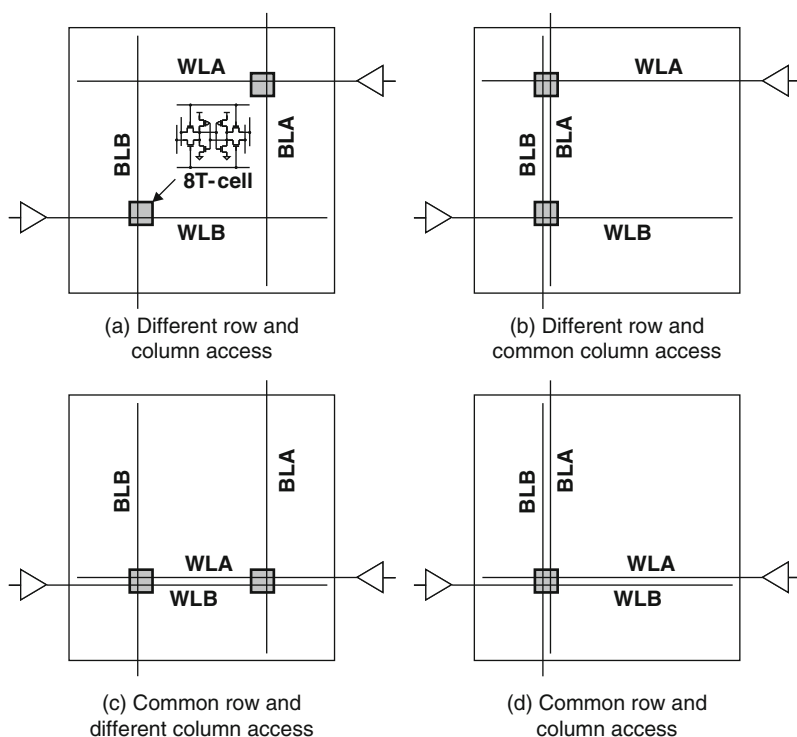 WLA
BLB
BLA
8T-cell
WLB
(a) Different row and
column access
WLA
BLB
BLA
WLB
(b) Different row and
common column access
BLB
BLA
WLA
WLB
(c) Common row and
different column access
BLB
BLA
WLA
WLB
(d) Common row and
column access